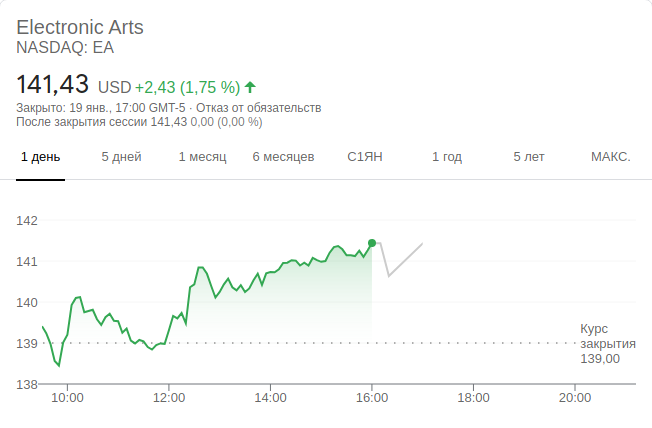 Electronic Arts
NASDAQ: EA
141,43 USD +2,43 (1,75 %)
Закрыто: 19 янв., 17:00 GMT-5 · Отказ от обязательств
После закрытия сессии 141,43 0,00 (0,00 %)
1 день 5 дней 1 месяц 6 месяцев С1ЯН 1 год 5 лет МАКС.
142
141
140
Курс
139 закрытия
139,00
138
10:00 12:00 14:00 16:00 18:00 20:00